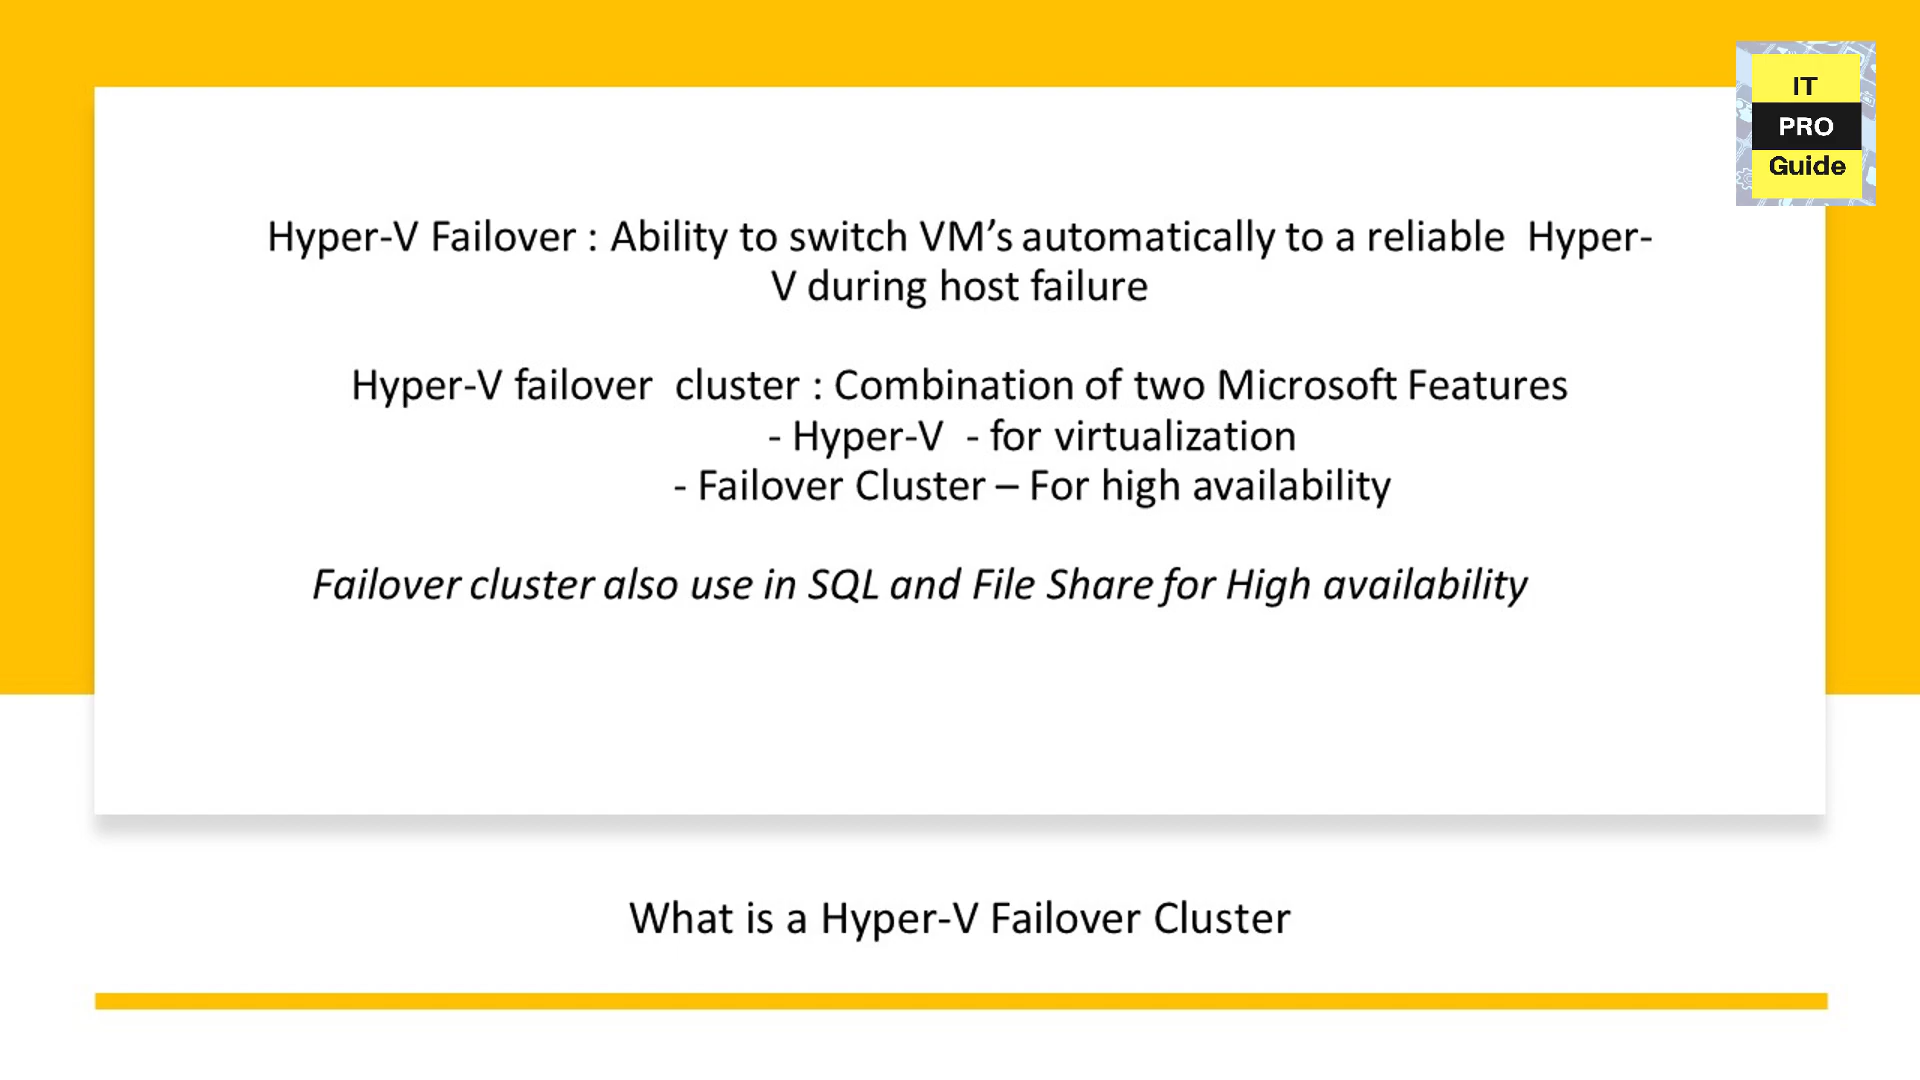 IT
PRO
Guide
Hyper-V Failover : Ability to switch VM’s automatically to a reliable  Hyper-
V during host failure
Hyper-V failover  cluster : Combination of two Microsoft Features
- Hyper-V  - for virtualization
- Failover Cluster – For high availability
Failover cluster also use in SQL and File Share for High availability
What is a Hyper-V Failover Cluster